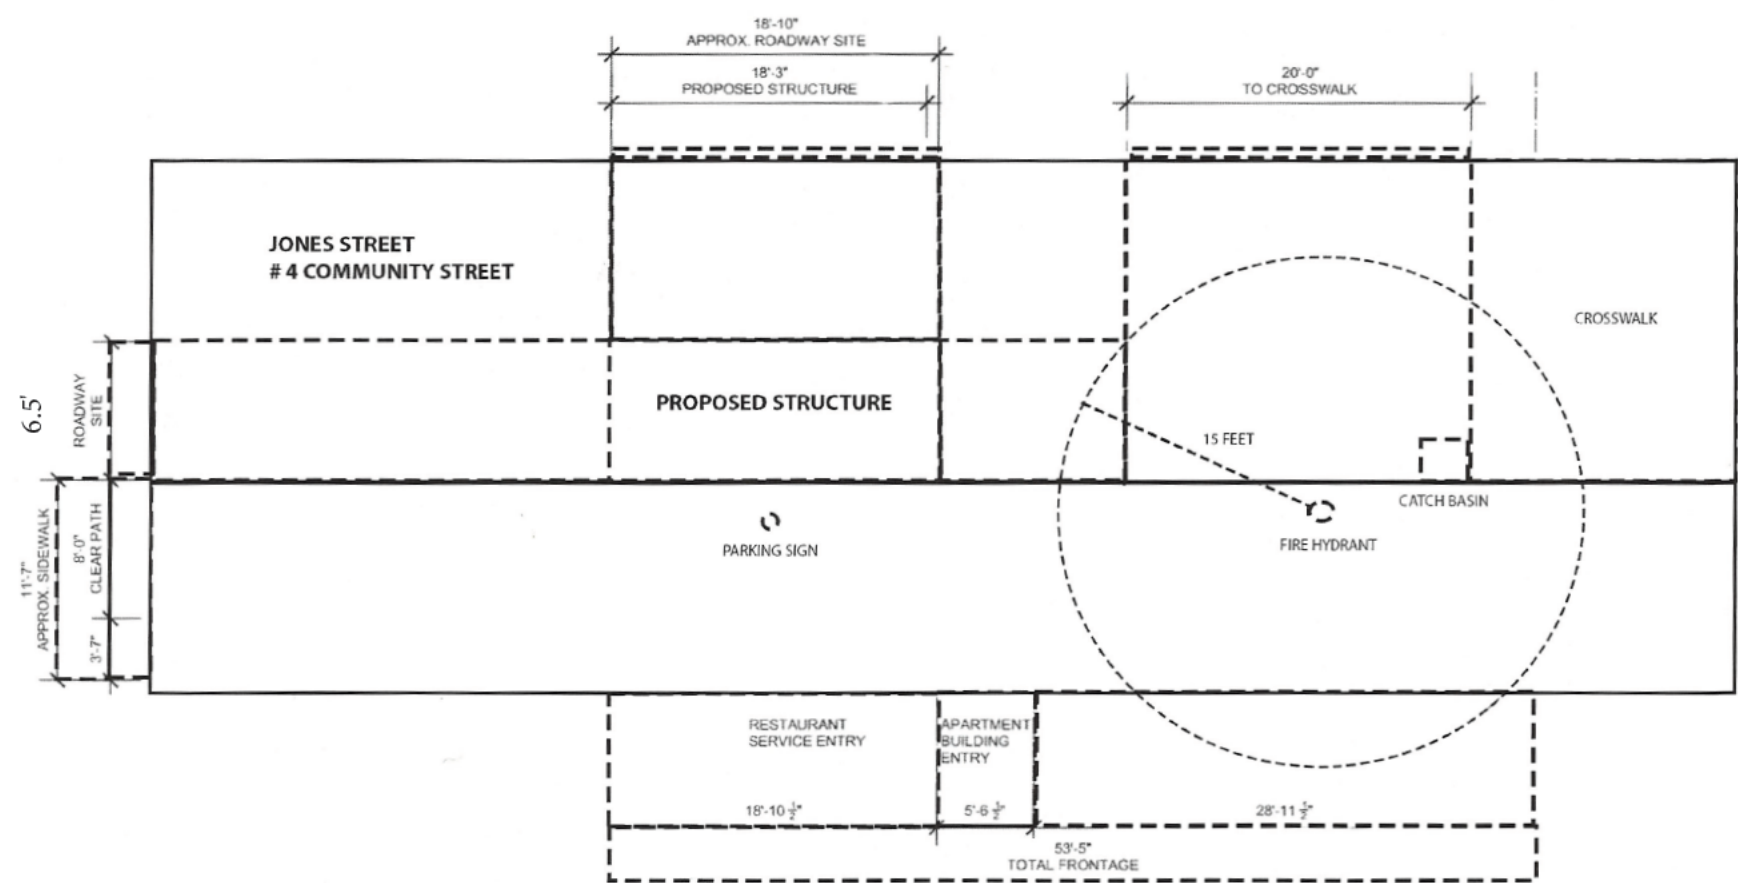 18'-10"
APPROX. ROADWAY SITE
18'-3"
PROPOSED STRUCTURE
20'-0"
TO CROSSWALK
JONES STREET
# 4 COMMUNITY STREET
CROSSWALK
6.5'
ROADWAY
SITE
PROPOSED STRUCTURE
15 FEET
CATCH BASIN
FIRE HYDRANT
PARKING SIGN
11'-7"
APPROX. SIDEWALK
8'-0"
CLEAR PATH
3'-7"
RESTAURANT
SERVICE ENTRY
APARTMENT
BUILDING
ENTRY
18'-10 ½"
5'-6 ½"
28'-11 ½"
53'-5"
TOTAL FRONTAGE